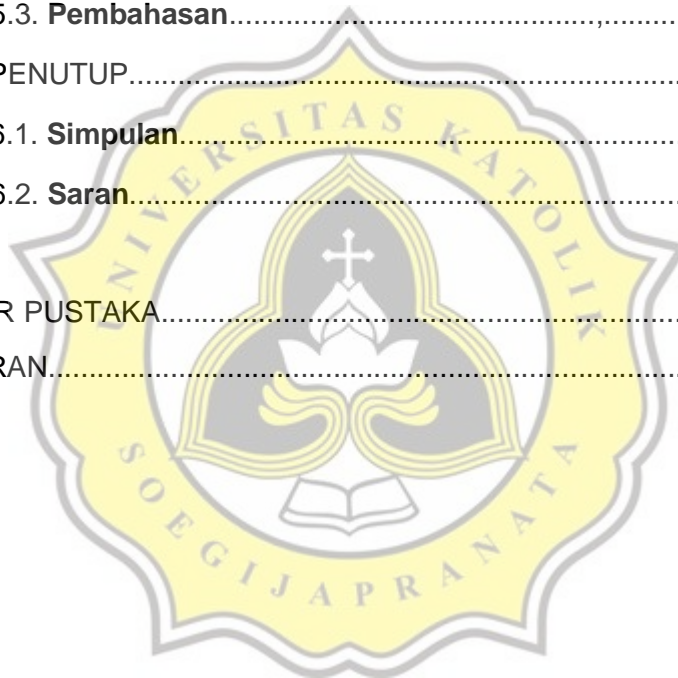 5.3. Pembahasan................................................,.........
PENUTUP.....................................................................
6.1. Simpulan...............................................................
6.2. Saran.....................................................................
R PUSTAKA.................................................................
RAN..............................................................................
UNIVERSITAS KATOLIK
SOEGIJAPRANATA